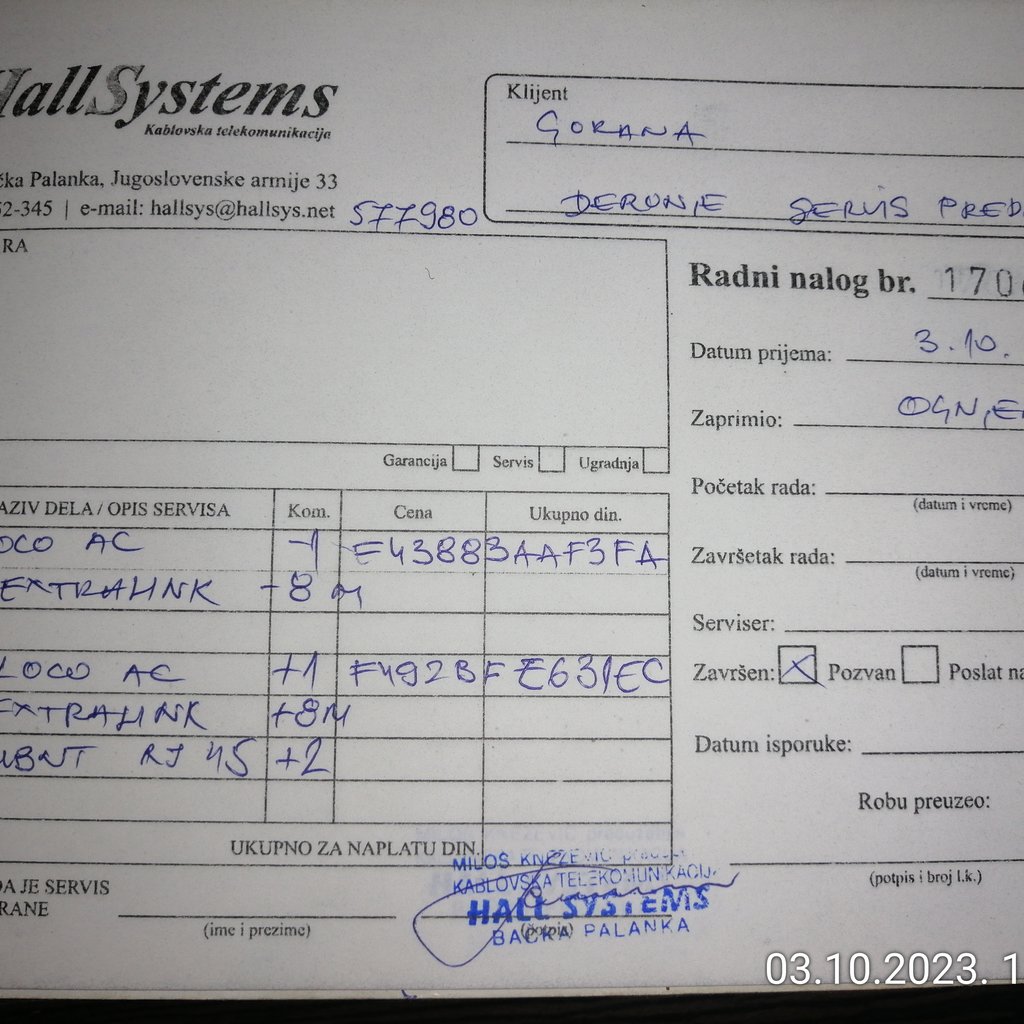 HallSystems
Kablovska telekomunikacija
čka Palanka, Jugoslovenske armije 33
52-345 | e-mail: hallsys@hallsys.net 577980
Klijent
GORANA
DERONJE SERVIS PRED
RA
Radni nalog br. 170
Datum prijema: 3.10.
Zaprimio: OGNJE
Garancija Servis Ugradnja
Početak rada:
(datum i vreme)
Završetak rada:
(datum i vreme)
Serviser:
Završen: X Pozvan Poslat na
Datum isporuke:
Robu preuzeo:
(potpis i broj l.k.)
AZIV DELA / OPIS SERVISA Kom. Cena Ukupno din.
OCO AC -1 F43883AAF3FA
EXTRALINK -8 M
LOCO AC +1 F492BFZE631EC
EXTRALINK +8M
UBNT RJ 45 +2
UKUPNO ZA NAPLATU DIN.
DA JE SERVIS
RANE
(ime i prezime)
(potpis)
MILOŠ KNEŽEVIĆ
KABLOVSKA TELEKOMUNIKACIJA
HALL SYSTEMS
BAČKA PALANKA
03.10.2023. 1